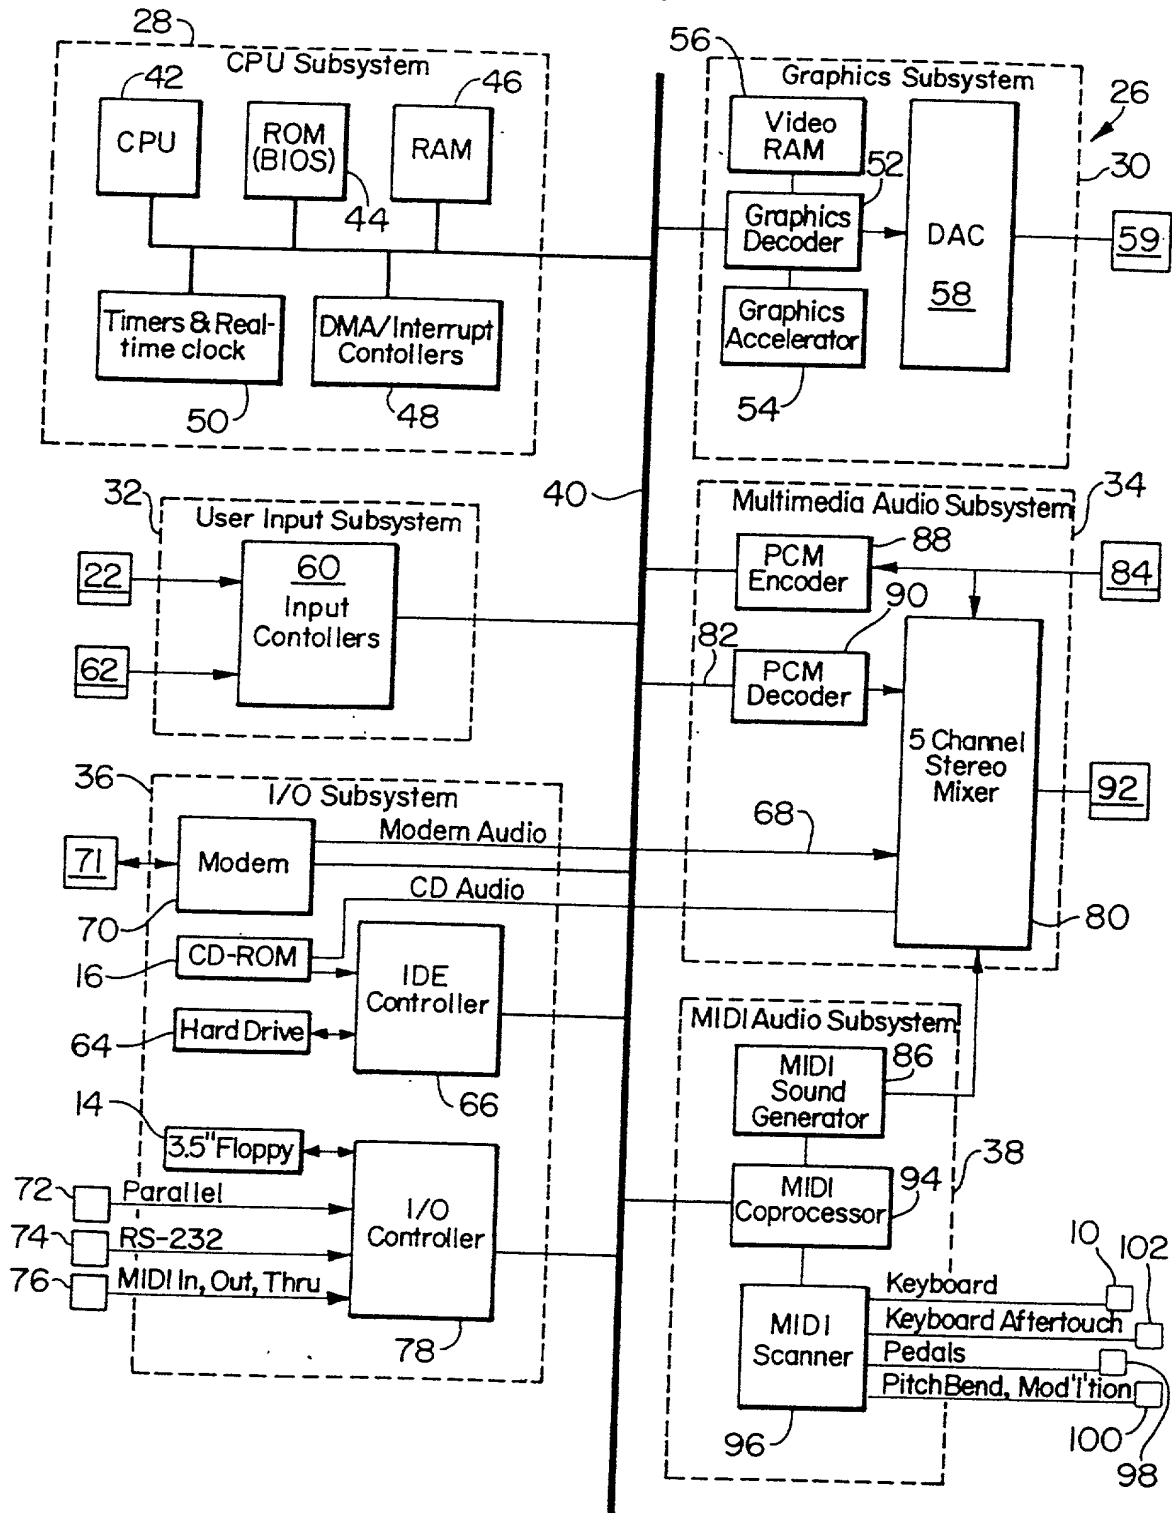 28
CPU Subsystem
42
46
CPU
ROM
(BIOS)
RAM
44
Timers & Real-
time clock
DMA/Interrupt
Contollers
50
48
56
Graphics Subsystem
26
Video
RAM
52
30
Graphics
Decoder
DAC
58
59
Graphics
Accelerator
54
40
32
User Input Subsystem
22
60
Input
Contollers
62
34
Multimedia Audio Subsystem
88
PCM
Encoder
84
90
82
PCM
Decoder
5 Channel
Stereo
Mixer
92
68
80
36
I/O Subsystem
Modem Audio
71
Modem
CD Audio
70
16
CD-ROM
IDE
Controller
64
Hard Drive
66
14
3.5" Floppy
72
Parallel
I/O
Controller
74
RS-232
76
MIDI In, Out, Thru
78
MIDI Audio Subsystem
86
MIDI
Sound
Generator
38
MIDI
Coprocessor
94
10
102
Keyboard
MIDI
Scanner
Keyboard Aftertouch
Pedals
Pitch Bend, Mod'l'tion
96
100
98